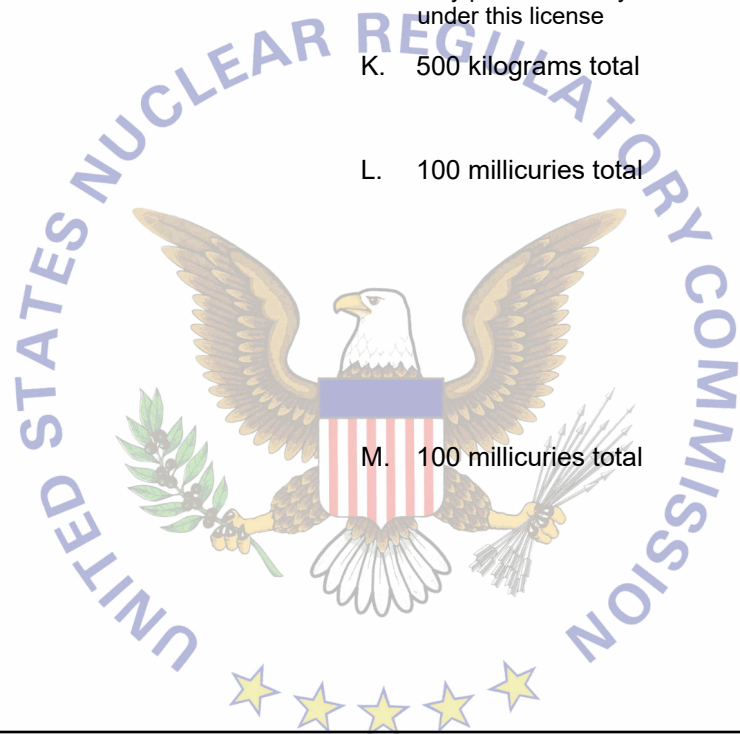 under this license
K. 500 kilograms total
L. 100 millicuries total
M. 100 millicuries total
UNITED STATES NUCLEAR REGULATORY COMMISSION